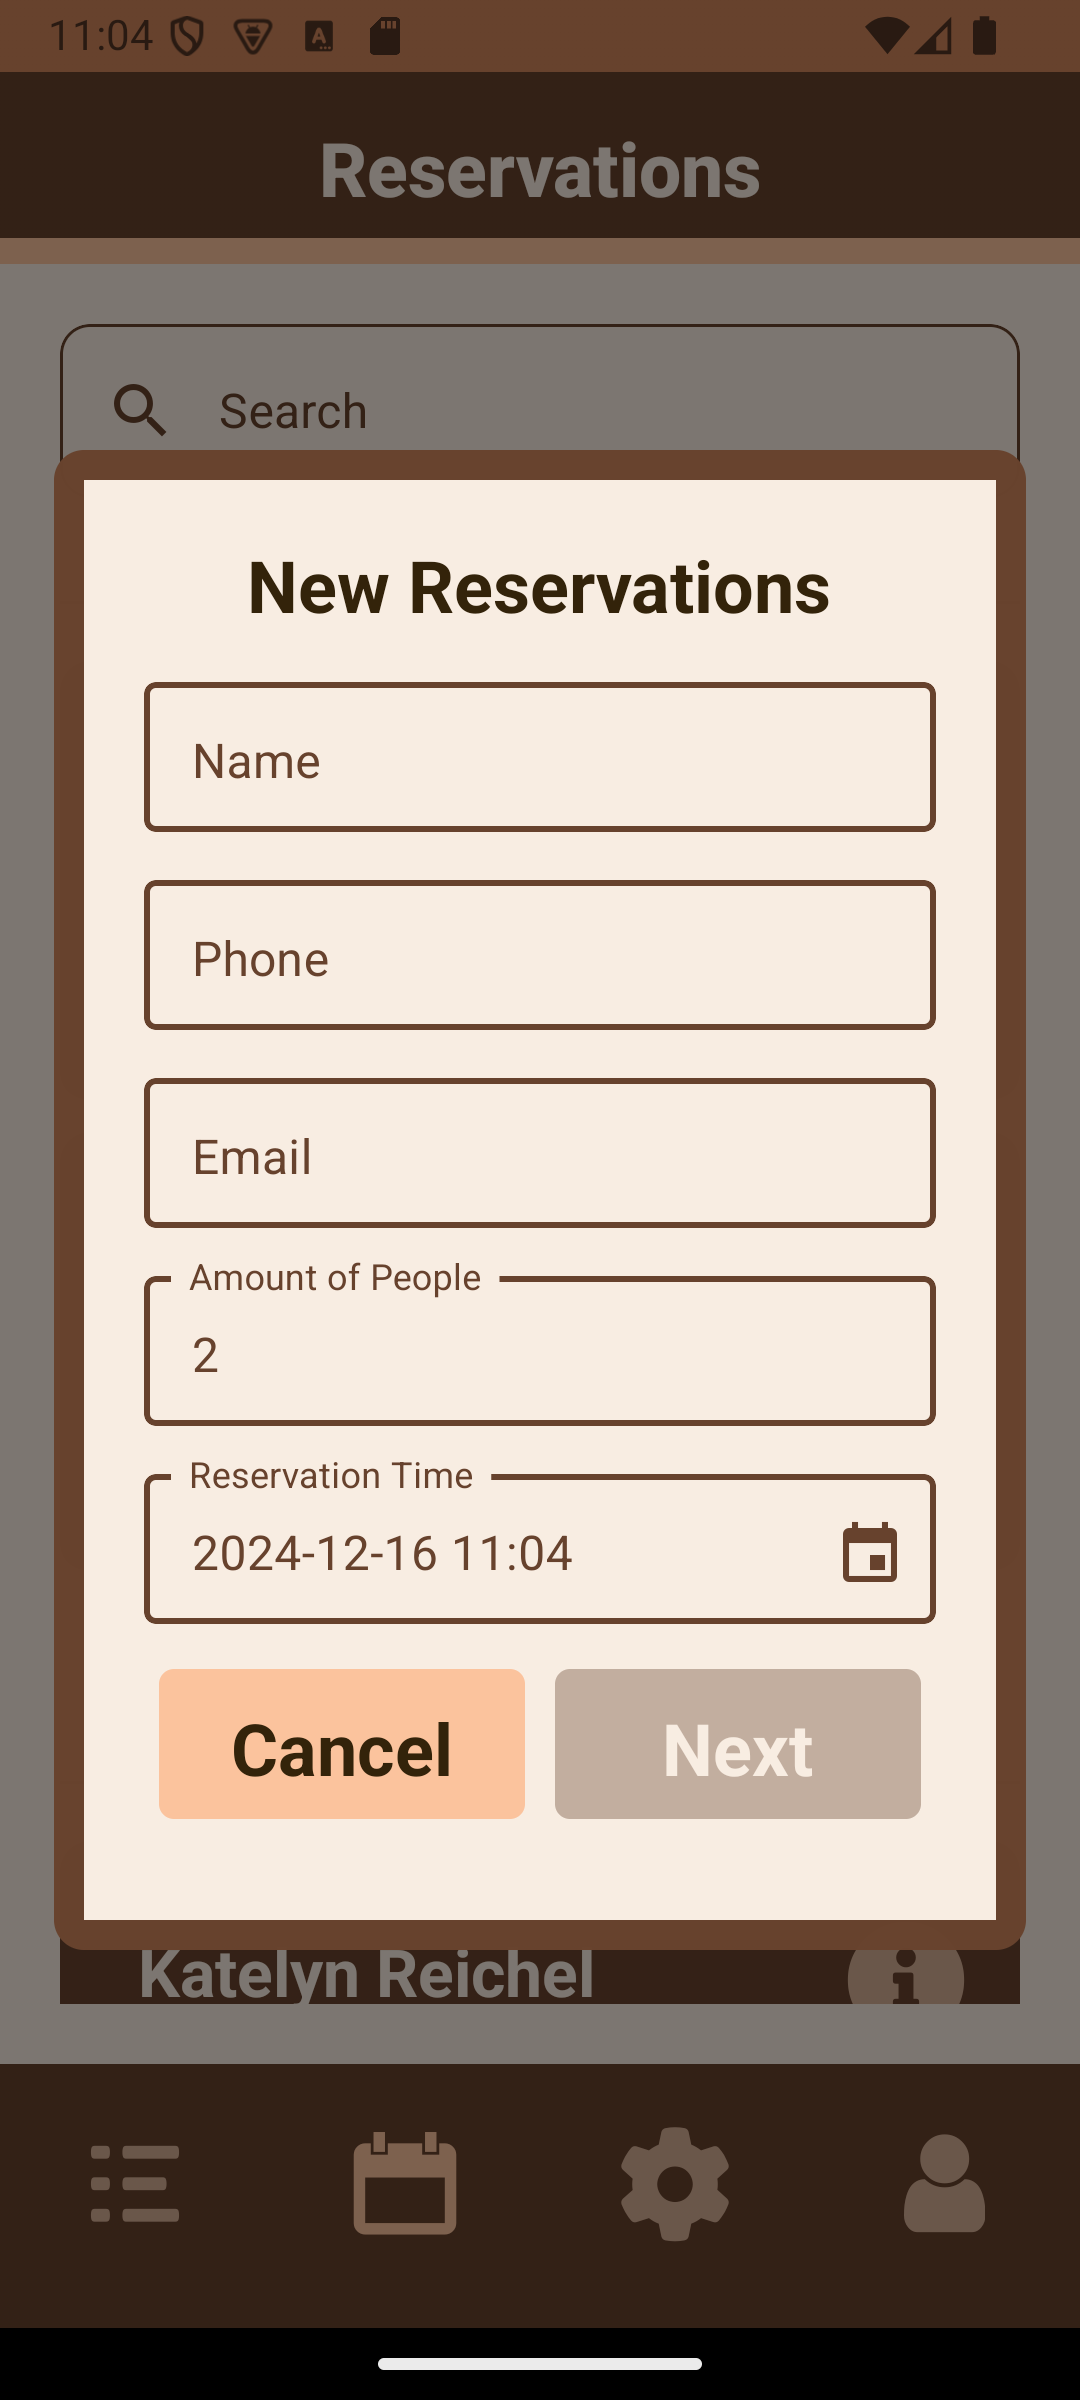 11:04
Reservations
Search
New Reservations
Name
Phone
Email
Amount of People
2
Reservation Time
2024-12-16 11:04
Cancel
Next
Katelyn Reichel